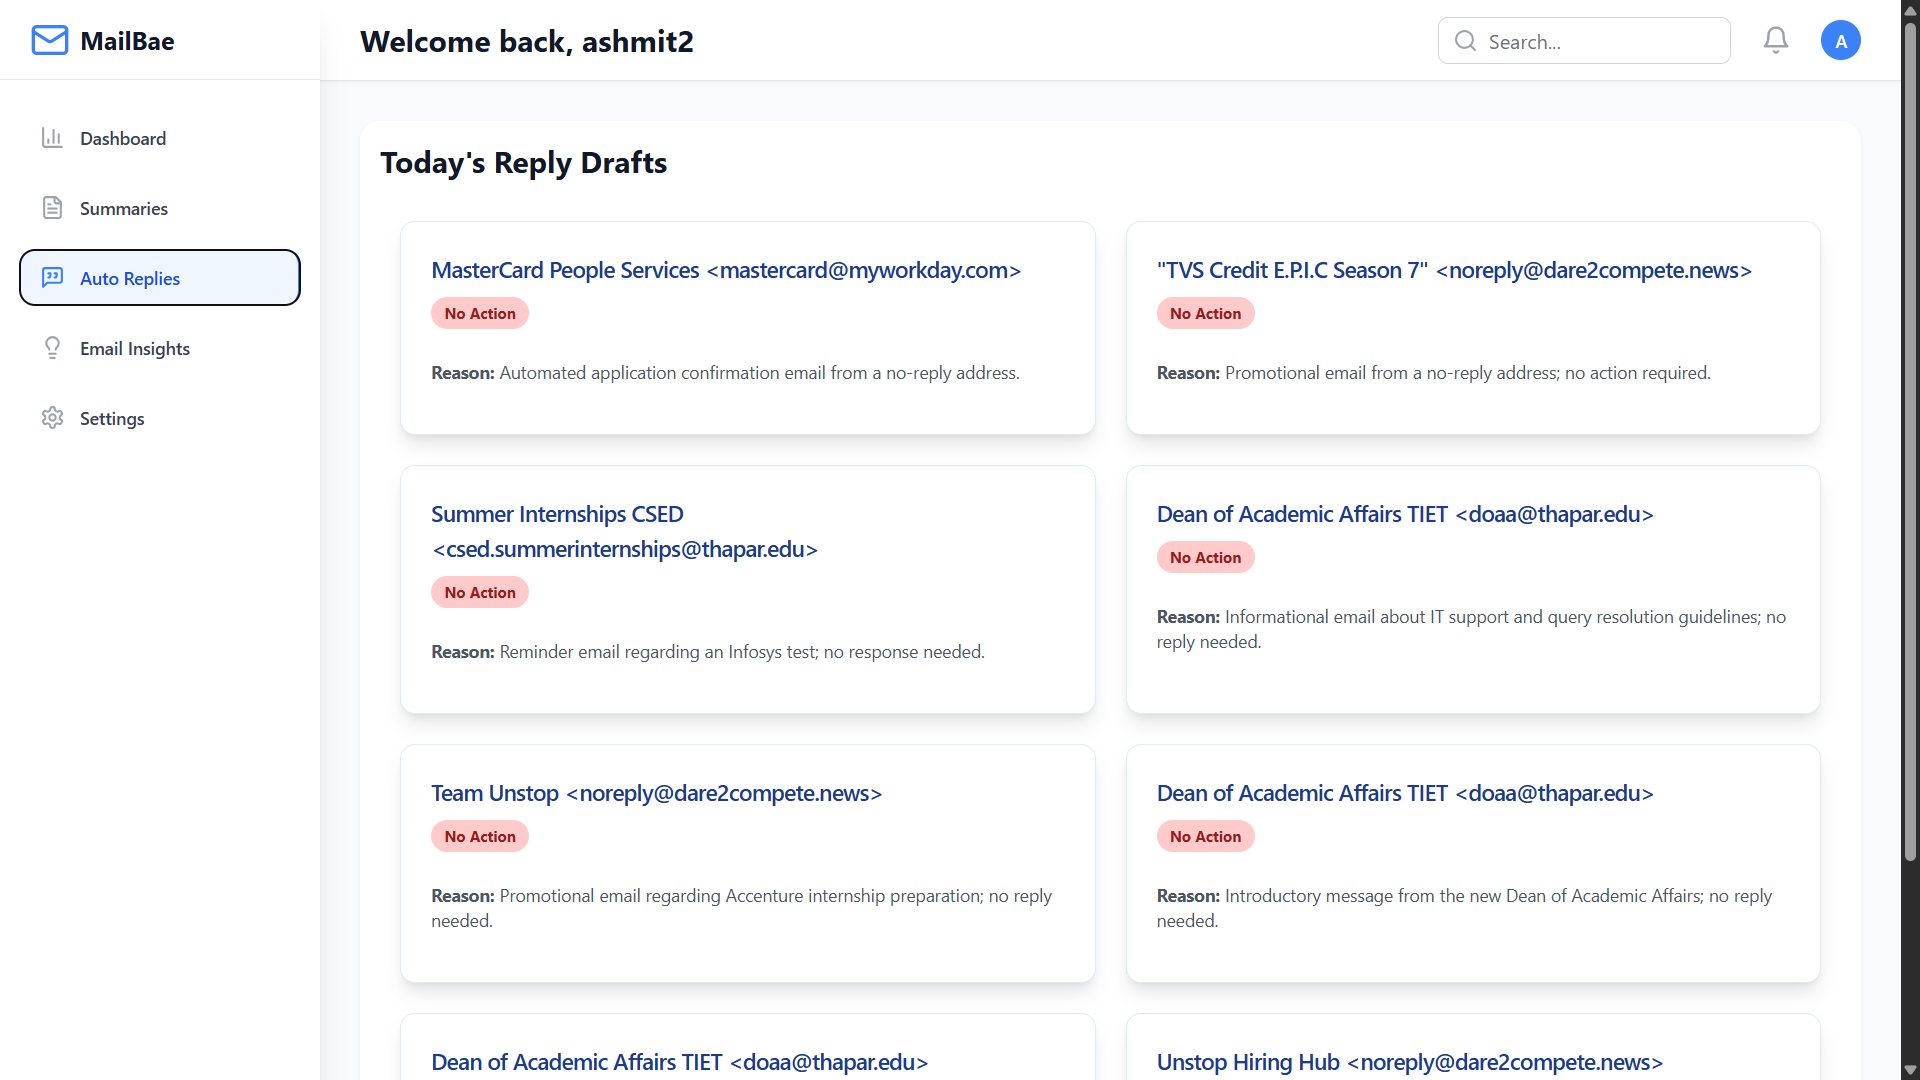 MailBae
Welcome back, ashmit2
Search...
A
Dashboard
Summaries
Auto Replies
Email Insights
Settings
Today's Reply Drafts
MasterCard People Services <mastercard@myworkday.com>
No Action
Reason: Automated application confirmation email from a no-reply address.
"TVS Credit E.P.I.C Season 7" <noreply@dare2compete.news>
No Action
Reason: Promotional email from a no-reply address; no action required.
Summer Internships CSED
<csed.summerinternships@thapar.edu>
No Action
Reason: Reminder email regarding an Infosys test; no response needed.
Dean of Academic Affairs TIET <doaa@thapar.edu>
No Action
Reason: Informational email about IT support and query resolution guidelines; no
reply needed.
Team Unstop <noreply@dare2compete.news>
No Action
Reason: Promotional email regarding Accenture internship preparation; no reply
needed.
Dean of Academic Affairs TIET <doaa@thapar.edu>
No Action
Reason: Introductory message from the new Dean of Academic Affairs; no reply
needed.
Dean of Academic Affairs TIET <doaa@thapar.edu>
Unstop Hiring Hub <noreply@dare2compete.news>